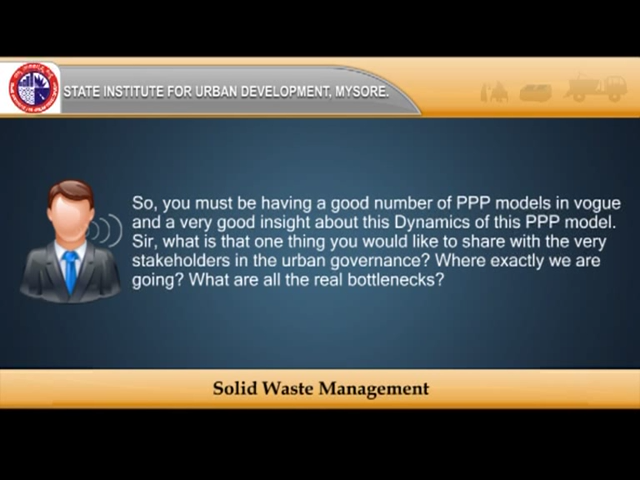 STATE INSTITUTE FOR URBAN DEVELOPMENT, MYSORE.
So, you must be having a good number of PPP models in vogue
and a very good insight about this Dynamics of this PPP model.
Sir, what is that one thing you would like to share with the very
stakeholders in the urban governance? Where exactly we are
going? What are all the real bottlenecks?
Solid Waste Management